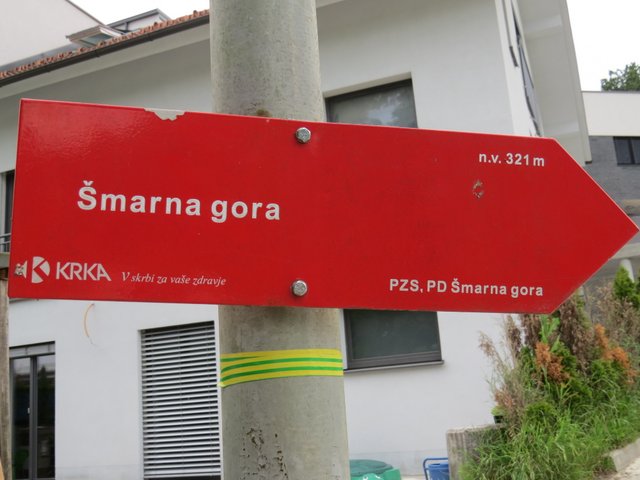 n.v. 321 m
Šmarna gora
KRKA V skrbi za vaše zdravje
PZS, PD Šmarna gora